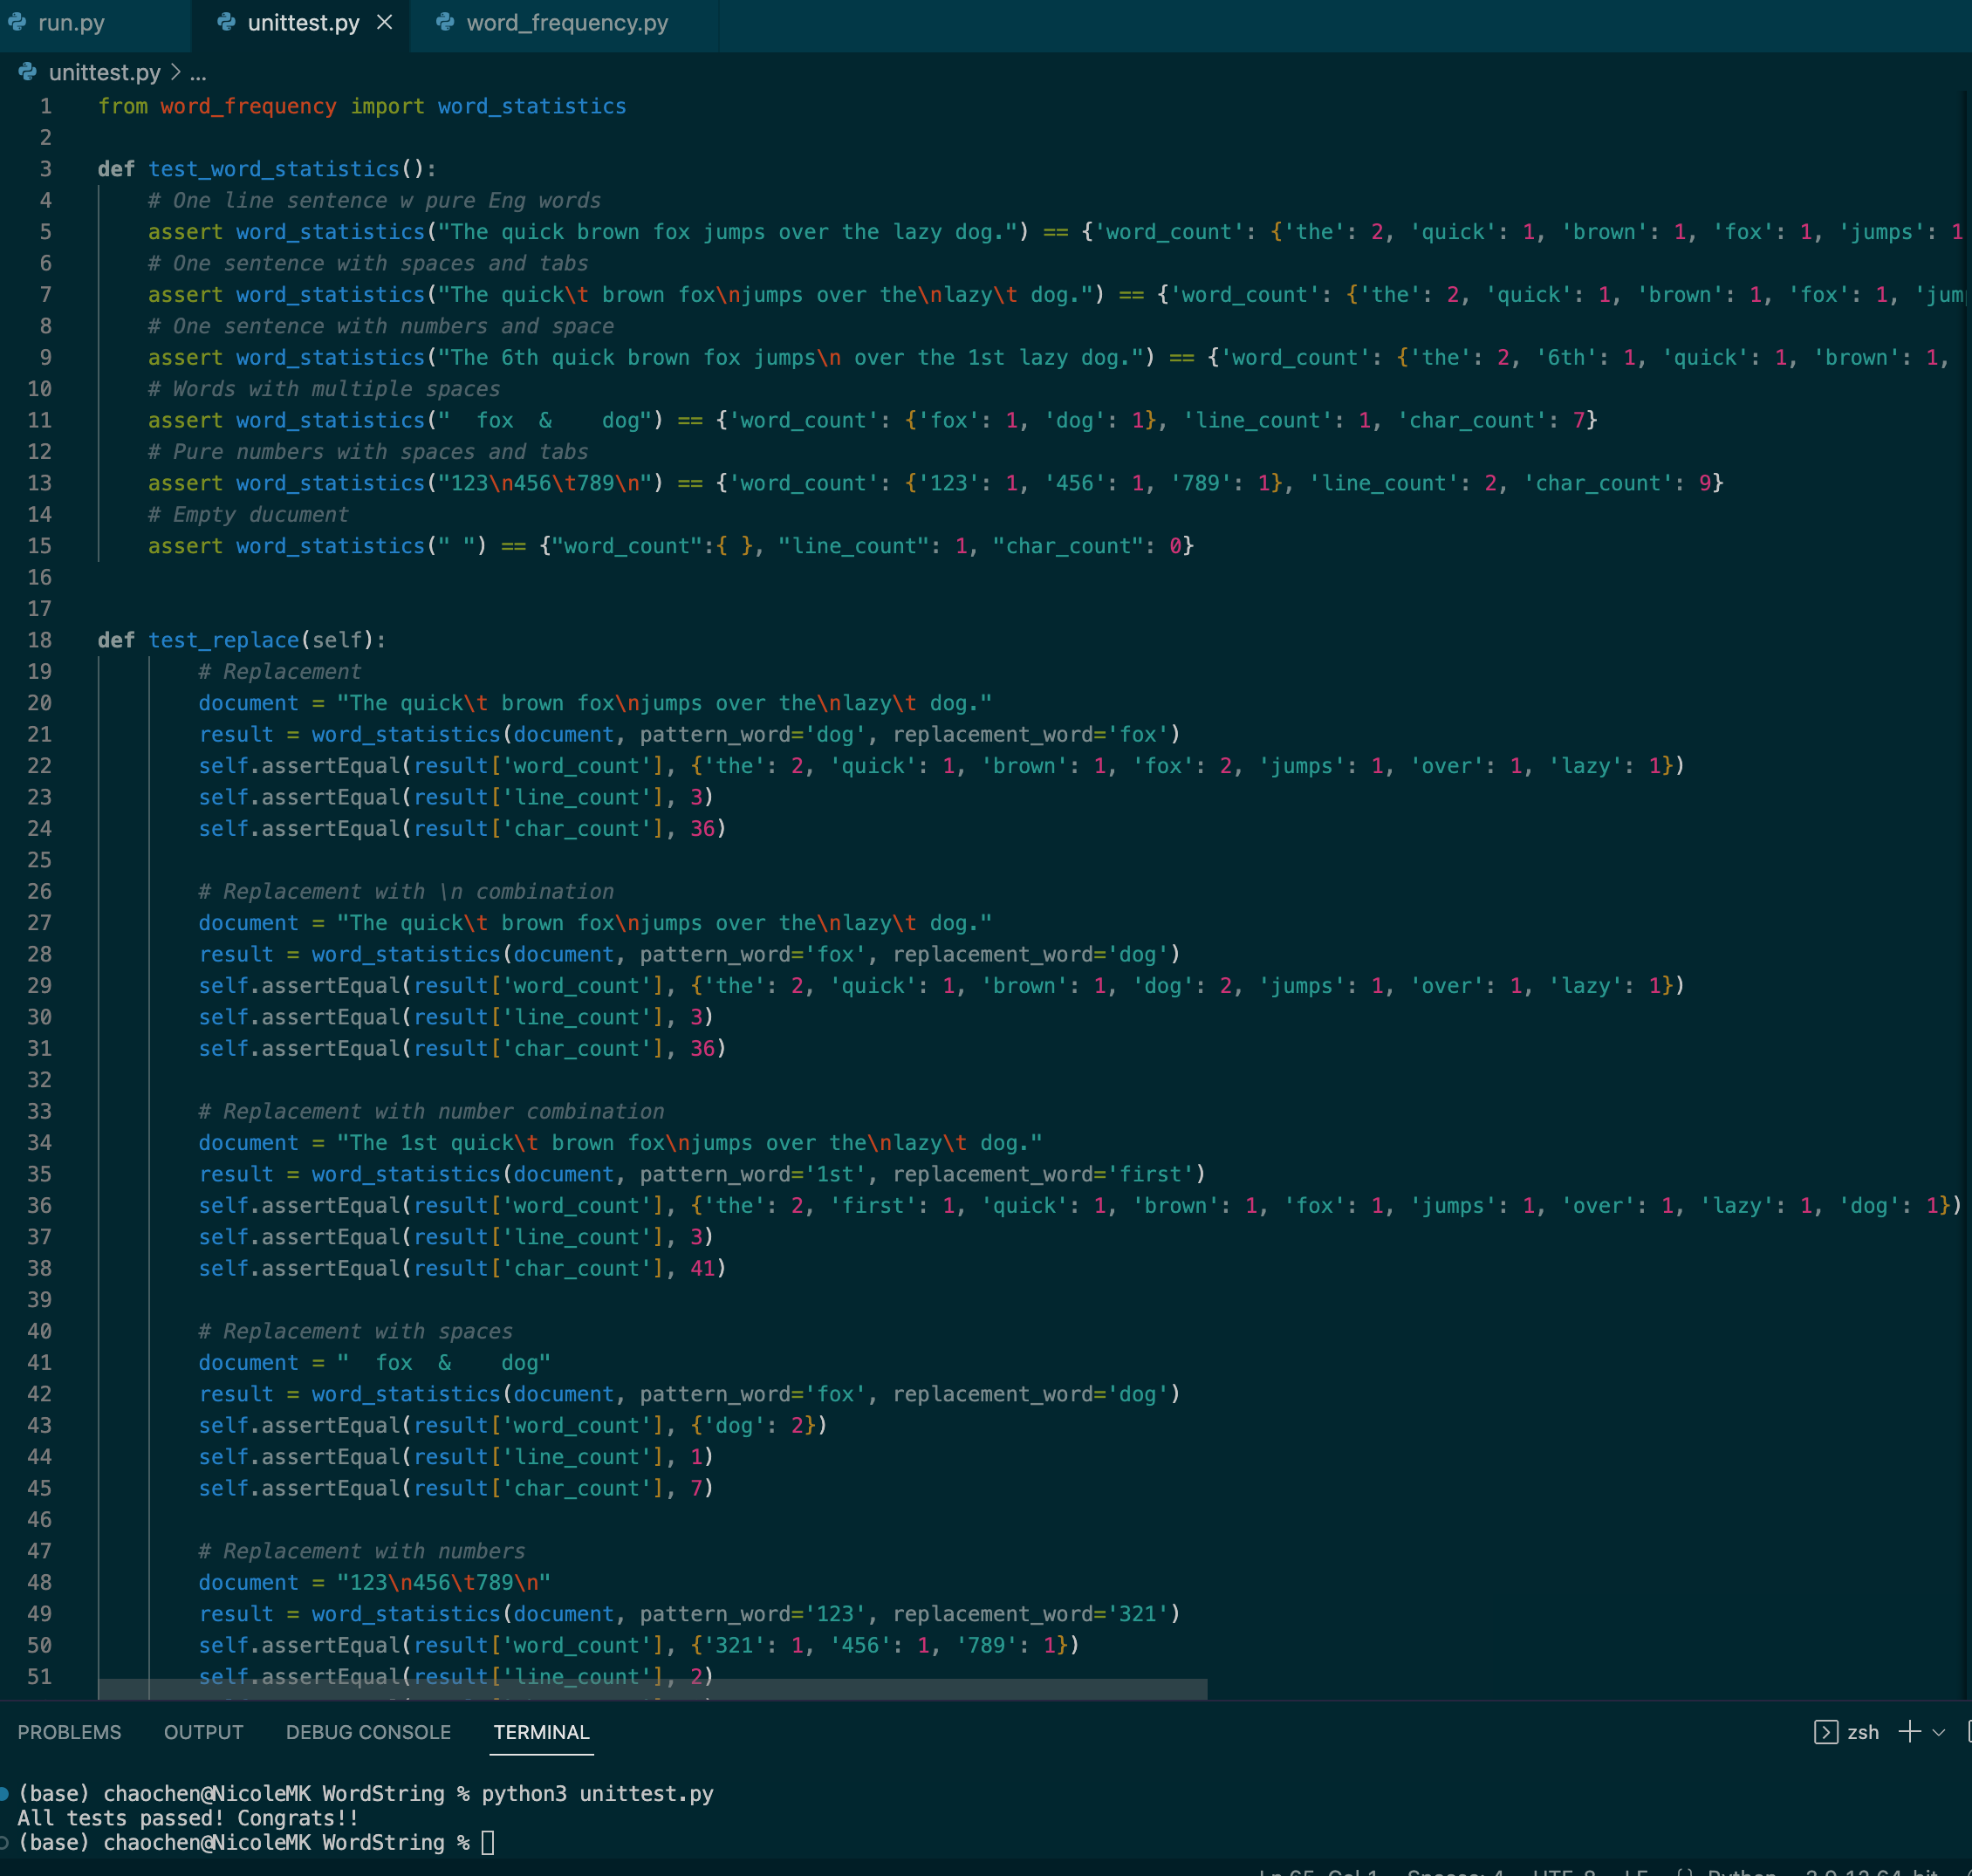 run.py
unittest.py
word_frequency.py
unittest.py > ...
1 from word_frequency import word_statistics
2
3 def test_word_statistics():
4 # One line sentence w pure Eng words
5 assert word_statistics("The quick brown fox jumps over the lazy dog.") == {'word_count': {'the': 2, 'quick': 1, 'brown': 1, 'fox': 1, 'jumps': 1
6 # One sentence with spaces and tabs
7 assert word_statistics("The quick\t brown fox\njumps over the\nlazy\t dog.") == {'word_count': {'the': 2, 'quick': 1, 'brown': 1, 'fox': 1, 'jum
8 # One sentence with numbers and space
9 assert word_statistics("The 6th quick brown fox jumps\n over the 1st lazy dog.") == {'word_count': {'the': 2, '6th': 1, 'quick': 1, 'brown': 1,
10 # Words with multiple spaces
11 assert word_statistics("  fox  &    dog") == {'word_count': {'fox': 1, 'dog': 1}, 'line_count': 1, 'char_count': 7}
12 # Pure numbers with spaces and tabs
13 assert word_statistics("123\n456\t789\n") == {'word_count': {'123': 1, '456': 1, '789': 1}, 'line_count': 2, 'char_count': 9}
14 # Empty ducument
15 assert word_statistics(" ") == {"word_count":{ }, "line_count": 1, "char_count": 0}
16
17
18 def test_replace(self):
19 # Replacement
20 document = "The quick\t brown fox\njumps over the\nlazy\t dog."
21 result = word_statistics(document, pattern_word='dog', replacement_word='fox')
22 self.assertEqual(result['word_count'], {'the': 2, 'quick': 1, 'brown': 1, 'fox': 2, 'jumps': 1, 'over': 1, 'lazy': 1})
23 self.assertEqual(result['line_count'], 3)
24 self.assertEqual(result['char_count'], 36)
25
26 # Replacement with \n combination
27 document = "The quick\t brown fox\njumps over the\nlazy\t dog."
28 result = word_statistics(document, pattern_word='fox', replacement_word='dog')
29 self.assertEqual(result['word_count'], {'the': 2, 'quick': 1, 'brown': 1, 'dog': 2, 'jumps': 1, 'over': 1, 'lazy': 1})
30 self.assertEqual(result['line_count'], 3)
31 self.assertEqual(result['char_count'], 36)
32
33 # Replacement with number combination
34 document = "The 1st quick\t brown fox\njumps over the\nlazy\t dog."
35 result = word_statistics(document, pattern_word='1st', replacement_word='first')
36 self.assertEqual(result['word_count'], {'the': 2, 'first': 1, 'quick': 1, 'brown': 1, 'fox': 1, 'jumps': 1, 'over': 1, 'lazy': 1, 'dog': 1})
37 self.assertEqual(result['line_count'], 3)
38 self.assertEqual(result['char_count'], 41)
39
40 # Replacement with spaces
41 document = "  fox  &    dog"
42 result = word_statistics(document, pattern_word='fox', replacement_word='dog')
43 self.assertEqual(result['word_count'], {'dog': 2})
44 self.assertEqual(result['line_count'], 1)
45 self.assertEqual(result['char_count'], 7)
46
47 # Replacement with numbers
48 document = "123\n456\t789\n"
49 result = word_statistics(document, pattern_word='123', replacement_word='321')
50 self.assertEqual(result['word_count'], {'321': 1, '456': 1, '789': 1})
51 self.assertEqual(result['line_count'], 2)
PROBLEMS OUTPUT DEBUG CONSOLE TERMINAL zsh
(base) chaochen@NicoleMK WordString % python3 unittest.py
All tests passed! Congrats!!
(base) chaochen@NicoleMK WordString %